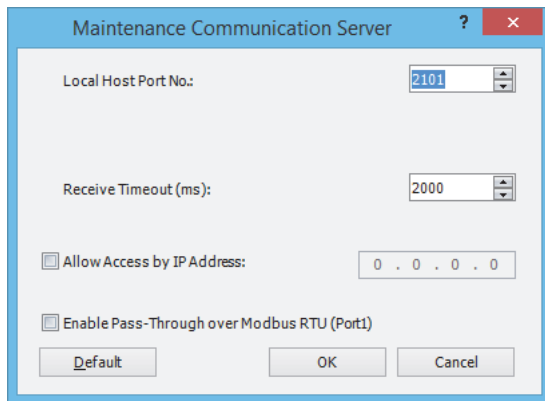 Maintenance Communication Server ? ×
Local Host Port No.: 2101
Receive Timeout (ms): 2000
Allow Access by IP Address: 0 . 0 . 0 . 0
Enable Pass-Through over Modbus RTU (Port1)
Default OK Cancel